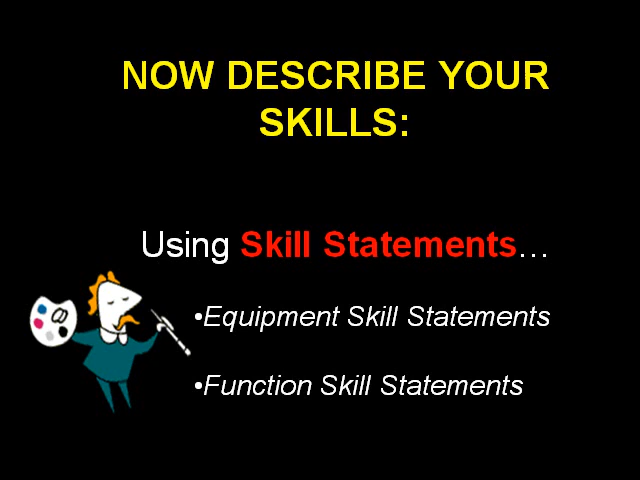 NOW DESCRIBE YOUR
SKILLS:
Using Skill Statements...
•Equipment Skill Statements
•Function Skill Statements